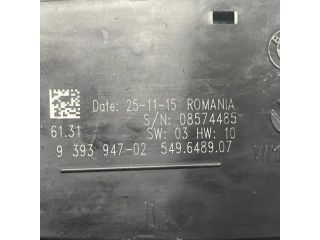 Date: 25-11-15 ROMANIA
S/N: 08574485
61.31 SW: 03 HW: 10
9 393 947-02 549.6489.07